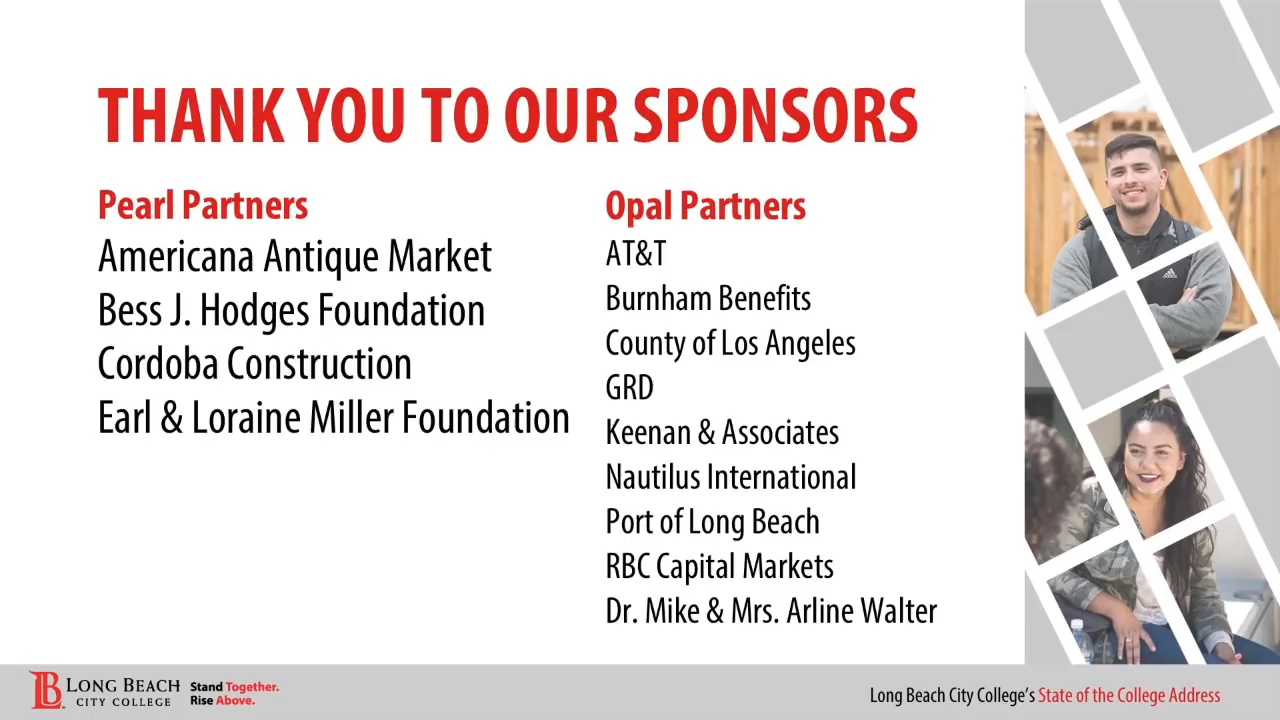 THANK YOU TO OUR SPONSORS
Pearl Partners
Americana Antique Market
Bess J. Hodges Foundation
Cordoba Construction
Earl & Loraine Miller Foundation
Opal Partners
AT&T
Burnham Benefits
County of Los Angeles
GRD
Keenan & Associates
Nautilus International
Port of Long Beach
RBC Capital Markets
Dr. Mike & Mrs. Arline Walter
LB
LONG BEACH
CITY COLLEGE
Stand Together.
Rise Above.
Long Beach City College's State of the College Address